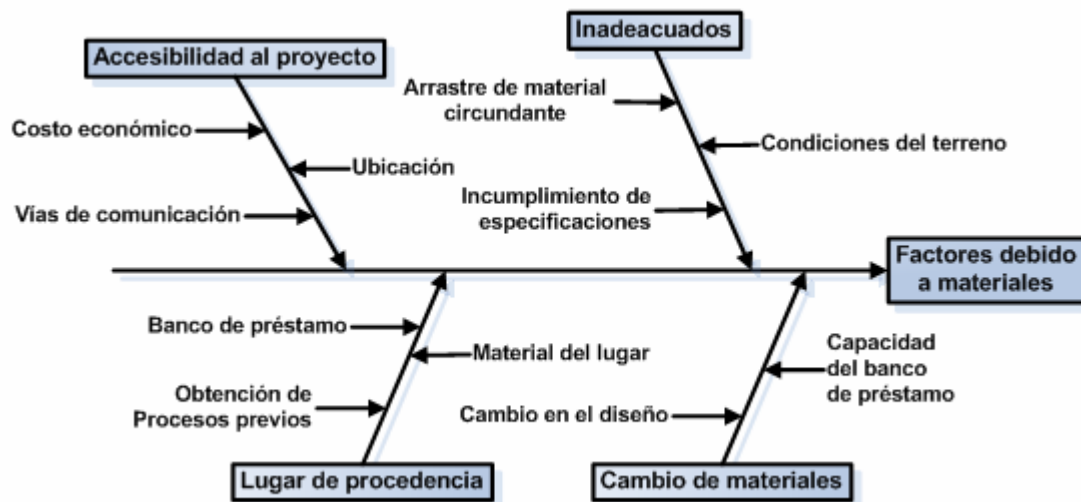 Accesibilidad al proyecto
Costo económico
Ubicación
Vías de comunicación
Inadeacuados
Arrastre de material
circundante
Condiciones del terreno
Incumplimiento de
especificaciones
Factores debido
a materiales
Banco de préstamo
Material del lugar
Obtención de
Procesos previos
Lugar de procedencia
Capacidad
del banco
de préstamo
Cambio en el diseño
Cambio de materiales